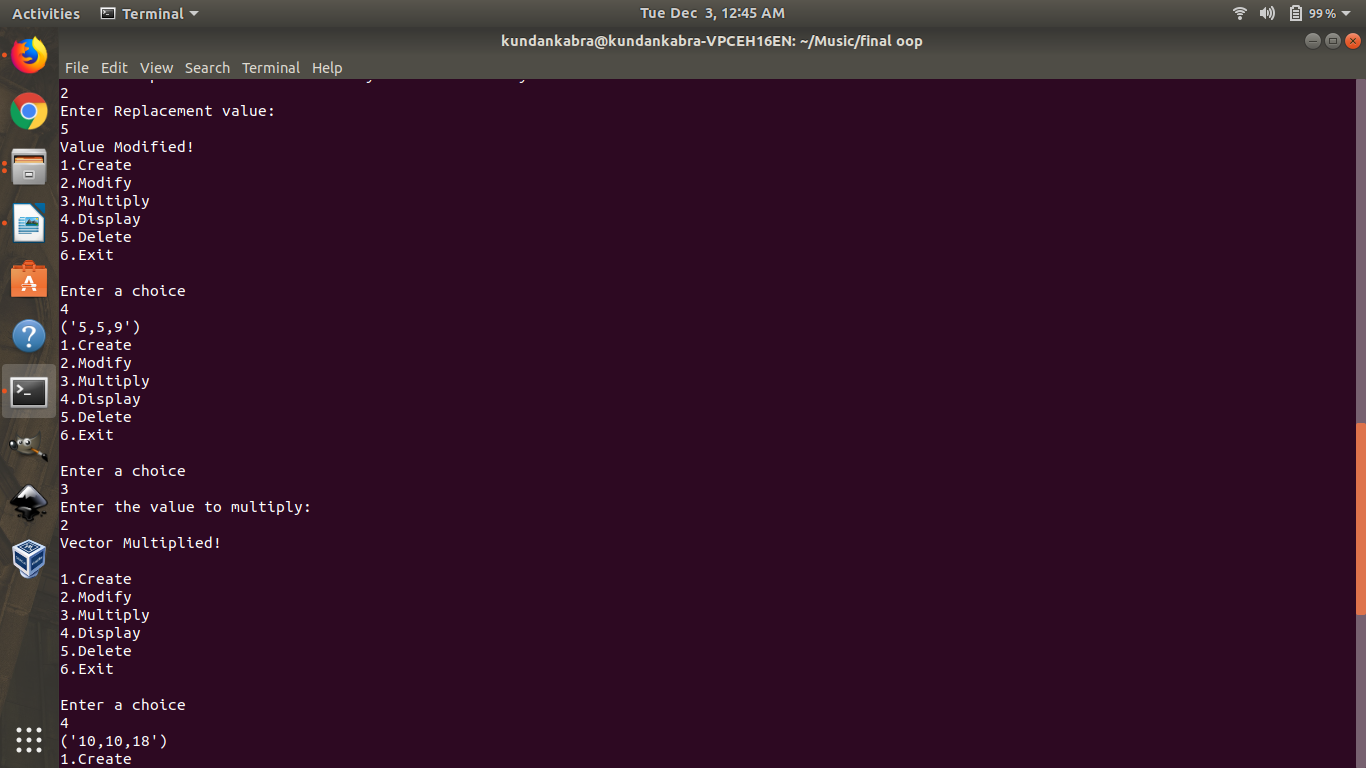 Activities Terminal Tue Dec 3, 12:45 AM 99%
kundankabra@kundankabra-VPCEH16EN: ~/Music/final oop
File Edit View Search Terminal Help
2
Enter Replacement value:
5
Value Modified!
1.Create
2.Modify
3.Multiply
4.Display
5.Delete
6.Exit
Enter a choice
4
('5,5,9')
1.Create
2.Modify
3.Multiply
4.Display
5.Delete
6.Exit
Enter a choice
3
Enter the value to multiply:
2
Vector Multiplied!
1.Create
2.Modify
3.Multiply
4.Display
5.Delete
6.Exit
Enter a choice
4
('10,10,18')
1.Create